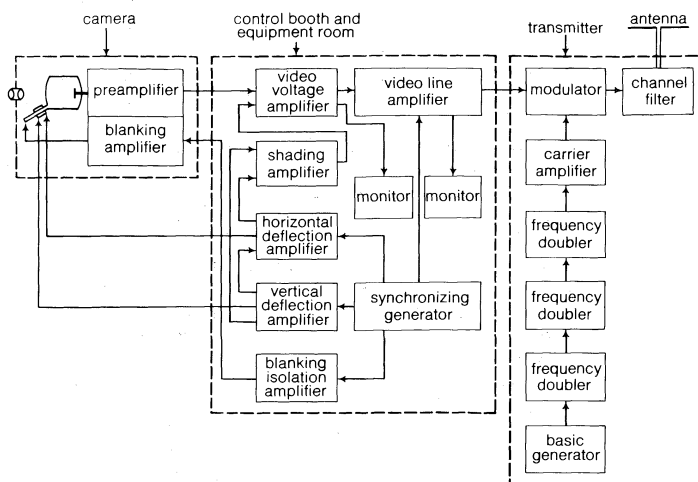 camera
control booth and
equipment room
transmitter
antenna
preamplifier
blanking
amplifier
video
voltage
amplifier
video line
amplifier
shading
amplifier
monitor
monitor
horizontal
deflection
amplifier
vertical
deflection
amplifier
synchronizing
generator
blanking
isolation
amplifier
modulator
channel
filter
carrier
amplifier
frequency
doubler
frequency
doubler
frequency
doubler
basic
generator